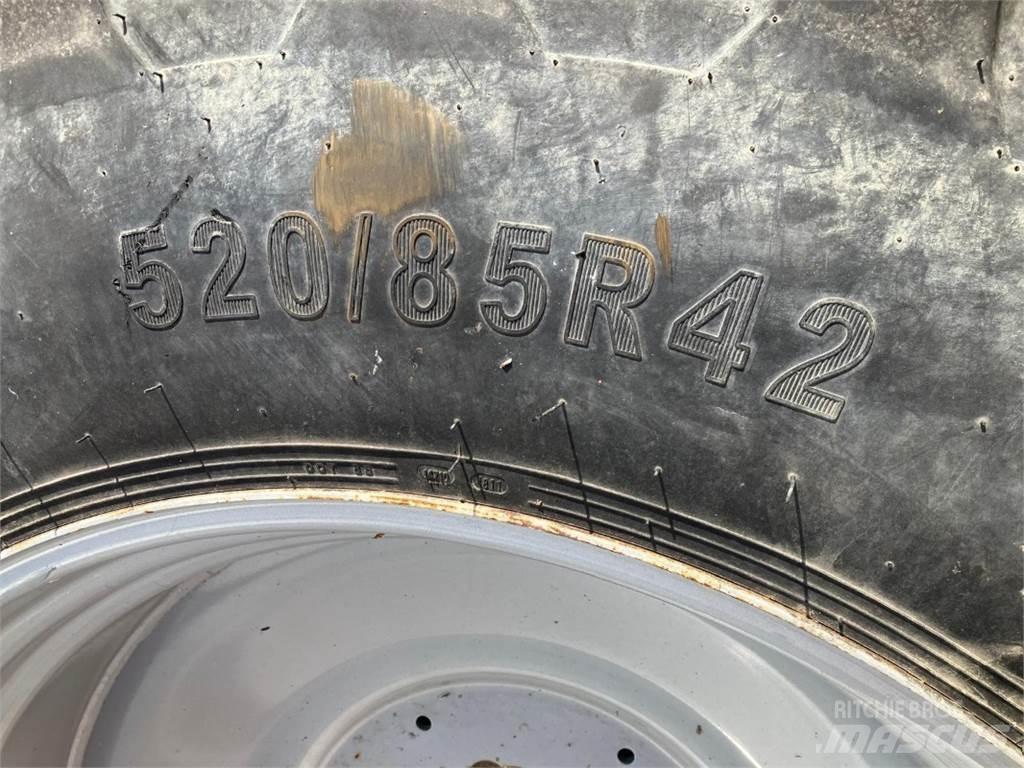 520/85R42
RITCHIE BROS
MASCUS